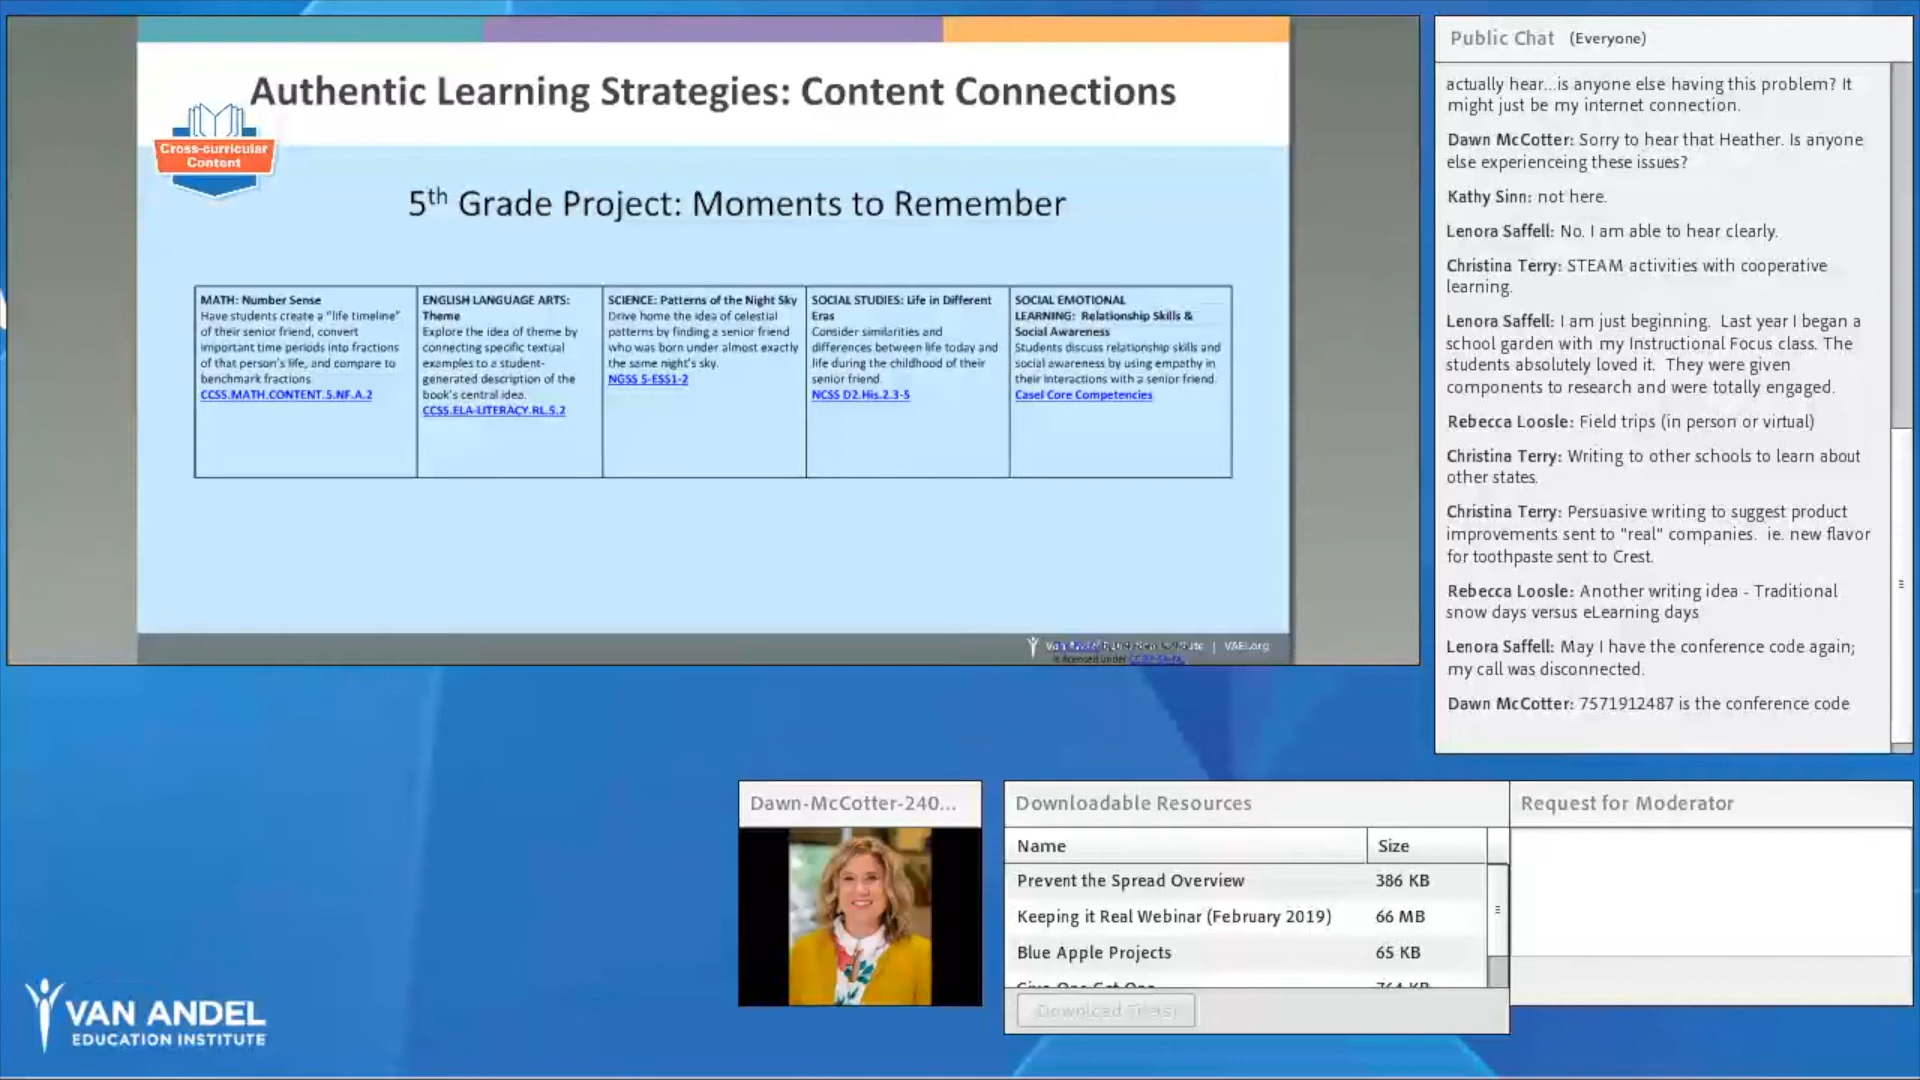 Authentic Learning Strategies: Content Connections
Cross-curricular
Content
5th Grade Project: Moments to Remember
MATH: Number Sense
Have students create a "life timeline"
of their senior friend, convert
important time periods into fractions
of that person's life, and compare to
benchmark fractions
CCSS.MATH.CONTENT.5.NF.A.2
ENGLISH LANGUAGE ARTS:
Theme
Explore the idea of theme by
connecting specific textual
examples to a student-
generated description of the
book's central idea.
CCSS.ELA-LITERACY.RL.5.2
SCIENCE: Patterns of the Night Sky
Drive home the idea of celestial
patterns by finding a senior friend
who was born under almost exactly
the same night's sky.
NGSS 5-ESS1-2
SOCIAL STUDIES: Life in Different
Eras
Consider similarities and
differences between life today and
life during the childhood of their
senior friend.
NCSS D2.His.2.3-5
SOCIAL EMOTIONAL
LEARNING: Relationship Skills &
Social Awareness
Students discuss relationship skills and
social awareness by using empathy in
their interactions with a senior friend.
Casel Core Competencies
| VAEI.org
is licensed under
Public Chat (Everyone)
actually hear...is anyone else having this problem? It
might just be my internet connection.
Dawn McCotter: Sorry to hear that Heather. Is anyone
else experiencing these issues?
Kathy Sinn: not here.
Lenora Saffell: No. I am able to hear clearly.
Christina Terry: STEAM activities with cooperative
learning.
Lenora Saffell: I am just beginning. Last year I began a
school garden with my Instructional Focus class. The
students absolutely loved it. They were given
components to research and were totally engaged.
Rebecca Loosle: Field trips (in person or virtual)
Christina Terry: Writing to other schools to learn about
other states.
Christina Terry: Persuasive writing to suggest product
improvements sent to "real" companies. ie. new flavor
for toothpaste sent to Crest.
Rebecca Loosle: Another writing idea - Traditional
snow days versus eLearning days
Lenora Saffell: May I have the conference code again;
my call was disconnected.
Dawn McCotter: 7571912487 is the conference code
Dawn-McCotter-240...
Downloadable Resources
Name Size
Prevent the Spread Overview 386 KB
Keeping it Real Webinar (February 2019) 66 MB
Blue Apple Projects 65 KB
Give One Get One 764 KB
Download File(s)
Request for Moderator
VAN ANDEL
EDUCATION INSTITUTE